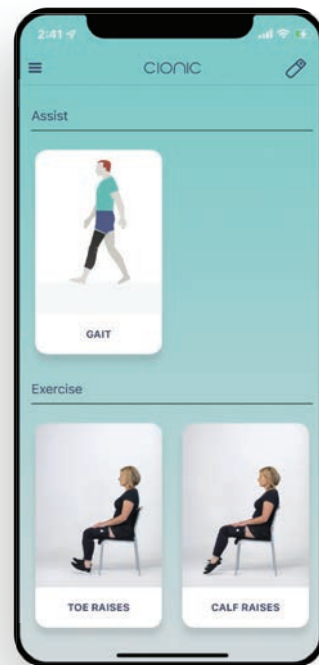 2:41
CIONIC
Assist
GAIT
Exercise
TOE RAISES
CALF RAISES